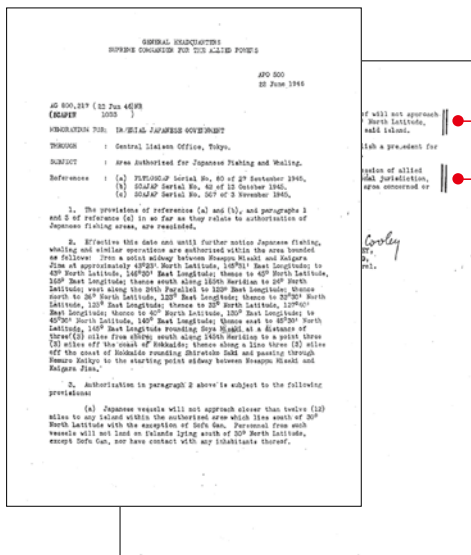 GENERAL HEADQUARTERS
SUPREME COMMANDER FOR THE ALLIED POWERS
APO 500
22 June 1946
AG 800.217 (22 Jun 46)NR
(SCAPIN 1033 )
MEMORANDUM FOR: IMPERIAL JAPANESE GOVERNMENT
THROUGH : Central Liaison Office, Tokyo.
SUBJECT : Area Authorized for Japanese Fishing and Whaling.
References : (a) FLTLOSCAP Serial No. 80 of 27 September 1945.
(b) SCAJAP Serial No. 42 of 13 October 1945.
(c) SCAJAP Serial No. 567 of 3 November 1945.
1. The provisions of references (a) and (b), and paragraphs 1
and 3 of reference (c) in so far as they relate to authorization of
Japanese fishing areas, are rescinded.
2. Effective this date and until further notice Japanese fishing,
whaling and similar operations are authorized within the area bounded
as follows: From a point midway between Nosappu Misaki and Kaigara
Jima at approximately 43°23' North Latitude, 145°51' East Longitude; to
43° North Latitude, 146°30' East Longitude; thence to 45° North Latitude,
165° East Longitude; thence south along 165th Meridian to 24° North
Latitude; west along the 24th Parallel to 123° East Longitude; thence
north to 26° North Latitude, 123° East Longitude; thence to 32°30' North
Latitude, 125° East Longitude; thence to 33° North Latitude, 127°40'
East Longitude; thence to 40° North Latitude, 135° East Longitude; to
45°30' North Latitude, 140° East Longitude; thence east to 45°30' North
Latitude, 145° East Longitude rounding Soya Misaki at a distance of
three (3) miles from shore; south along 145th Meridian to a point three
(3) miles off the coast of Hokkaido; thence along a line three (3) miles
off the coast of Hokkaido rounding Shiretoko Saki and passing through
Nemuro Kaikyo to the starting point midway between Nosappu Misaki and
Kaigara Jima.
3. Authorization in paragraph 2 above is subject to the following
provisions:
(a) Japanese vessels will not approach closer than twelve (12)
miles to any island within the authorized area which lies south of 30°
North Latitude with the exception of Sofu Gan. Personnel from such
vessels will not land on islands lying south of 30° North Latitude,
except Sofu Gan, nor have contact with any inhabitants thereof.
of will not approach
North Latitude,
said island.
lish a precedent for
ssion of allied
nal jurisdiction,
area concerned or
Cooley